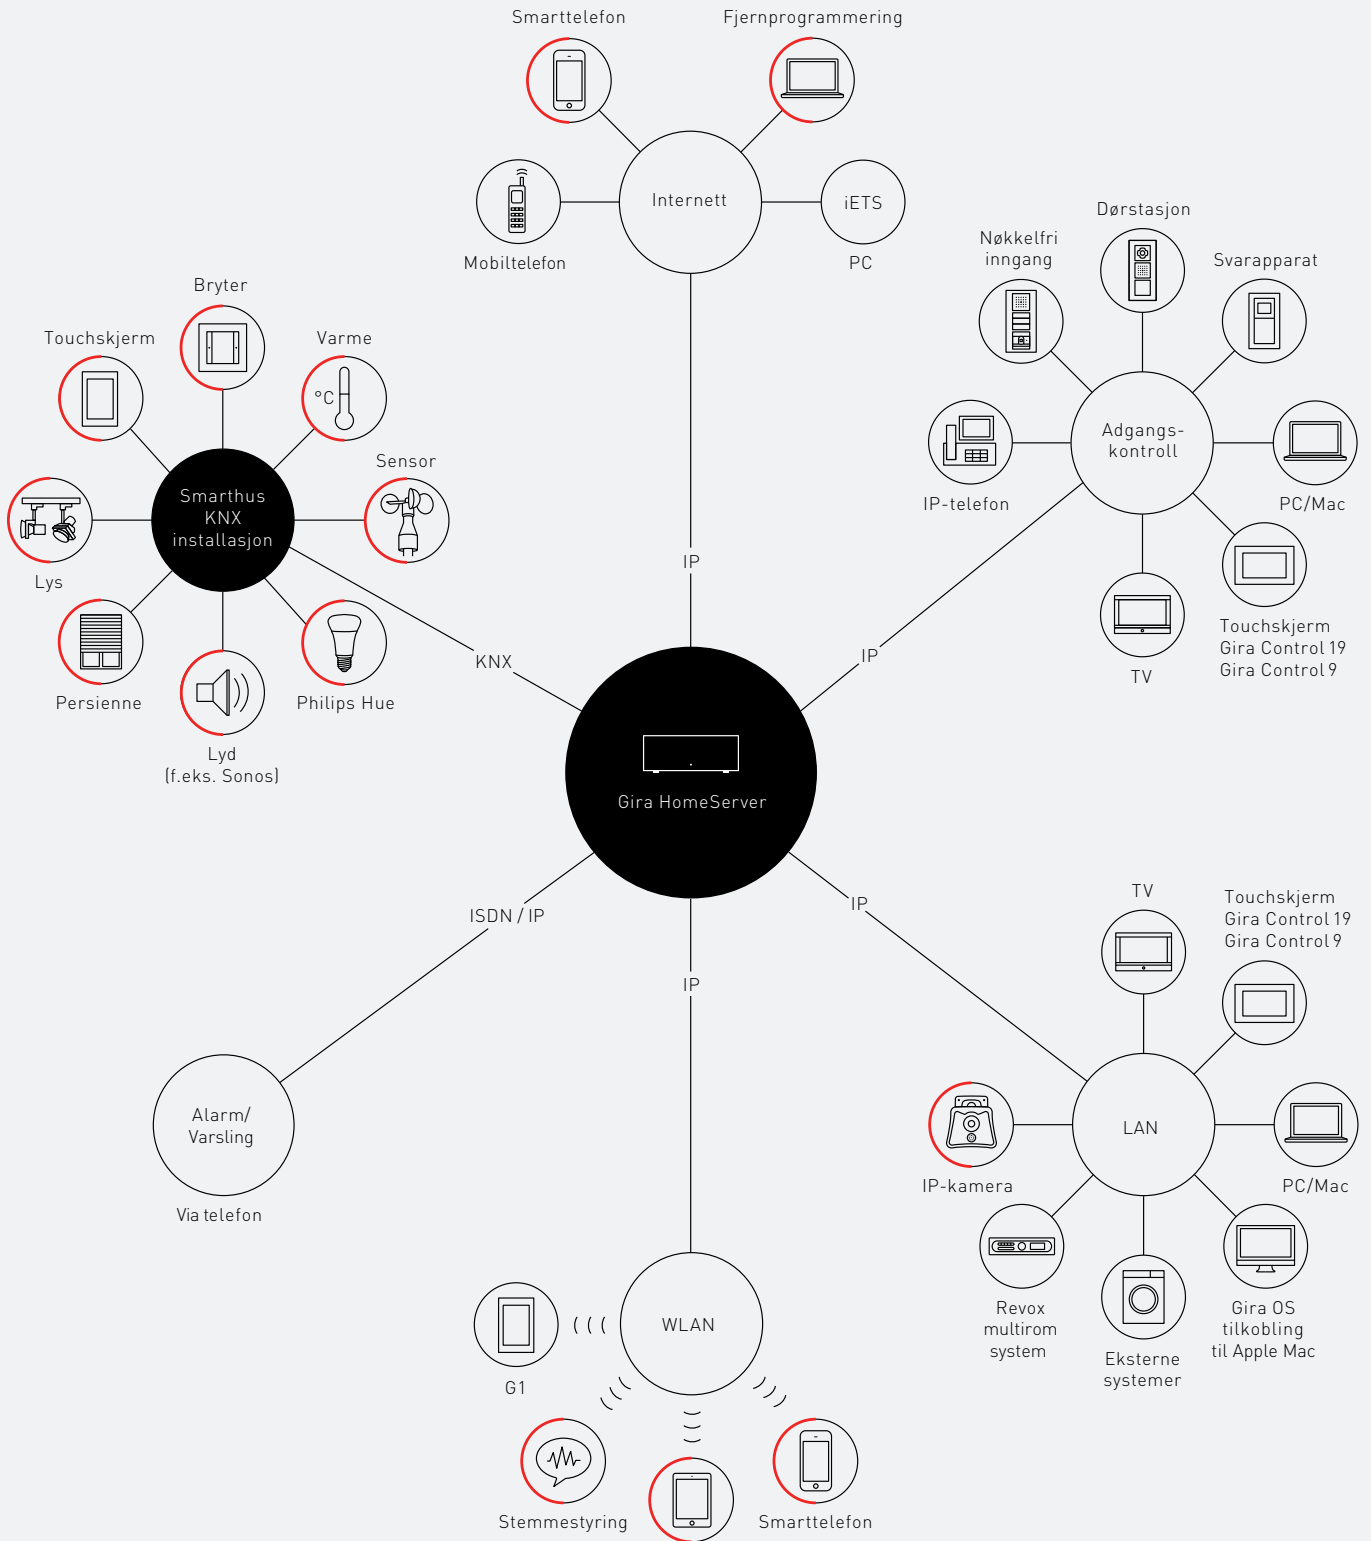 Smarttelefon
Fjernprogrammering
Internett
iETS
Mobiltelefon
PC
Dørstasjon
Nøkkelfri
inngang
Svarapparat
Adgangs-
kontroll
IP-telefon
PC/Mac
Touchskjerm
Gira Control 19
Gira Control 9
TV
Bryter
Touchskjerm
Varme
°C
Sensor
Smarthus
KNX
installasjon
Lys
Persienne
Philips Hue
Lyd
(f.eks. Sonos)
IP
IP
KNX
Gira HomeServer
ISDN / IP
IP
IP
TV
Touchskjerm
Gira Control 19
Gira Control 9
LAN
IP-kamera
PC/Mac
Revox
multirom
system
Eksterne
systemer
Gira OS
tilkobling
til Apple Mac
Alarm/
Varsling
Via telefon
WLAN
G1
Stemmestyring
Smarttelefon